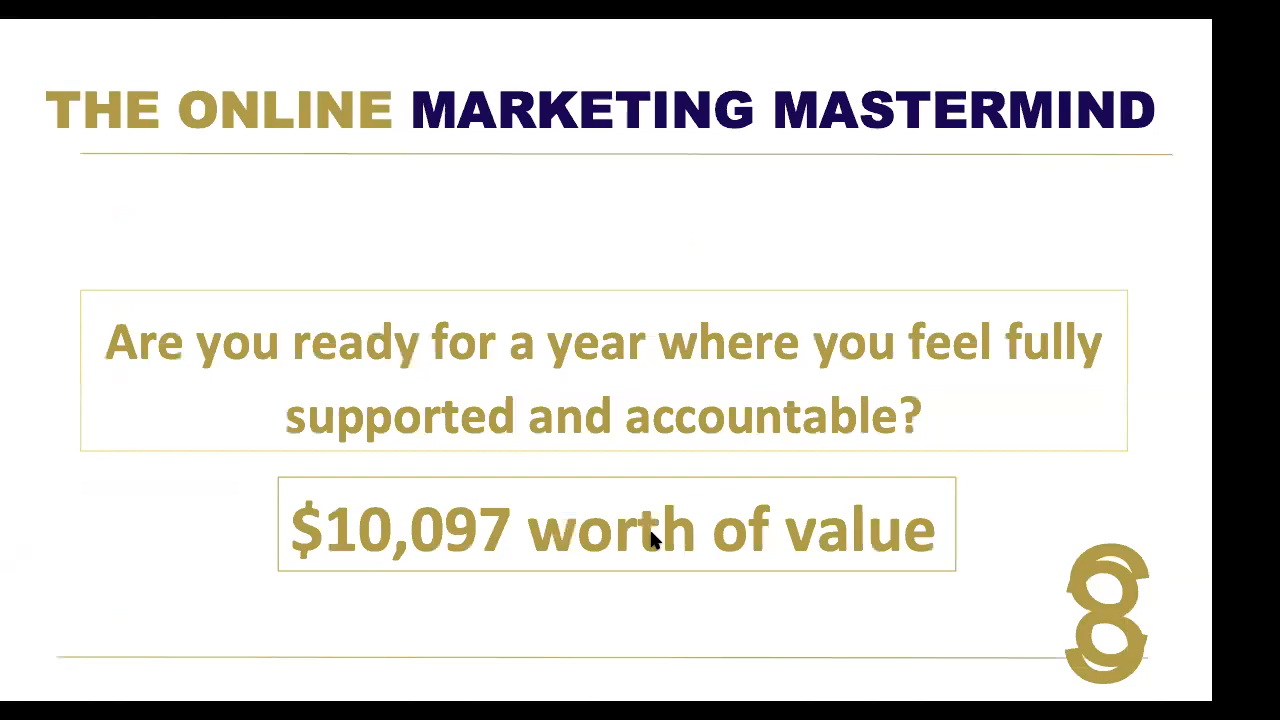 THE ONLINE MARKETING MASTERMIND
Are you ready for a year where you feel fully
supported and accountable?
$10,097 worth of value